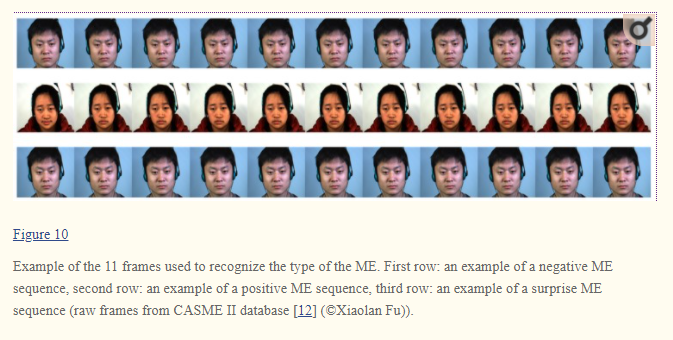 Figure 10
Example of the 11 frames used to recognize the type of the ME. First row: an example of a negative ME
sequence, second row: an example of a positive ME sequence, third row: an example of a surprise ME
sequence (raw frames from CASME II database [12] (©Xiaolan Fu)).